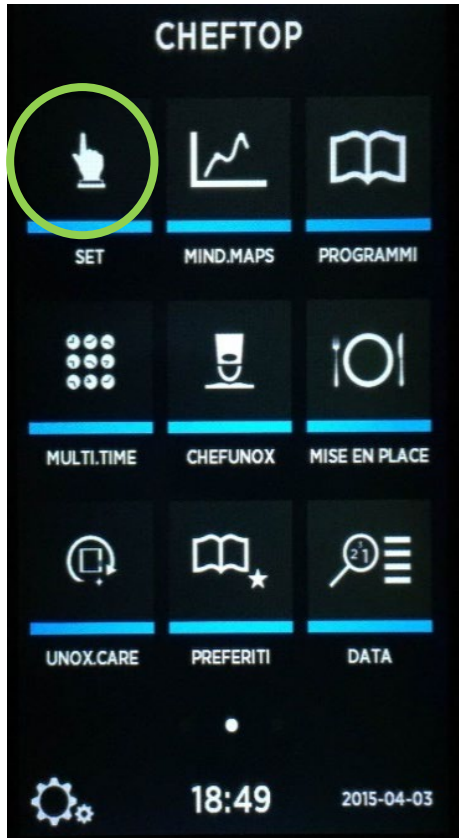 CHEFTOP
SET MIND.MAPS PROGRAMMI
MULTI.TIME CHEFUNOX MISE EN PLACE
UNOX.CARE PREFERITI DATA
18:49 2015-04-03